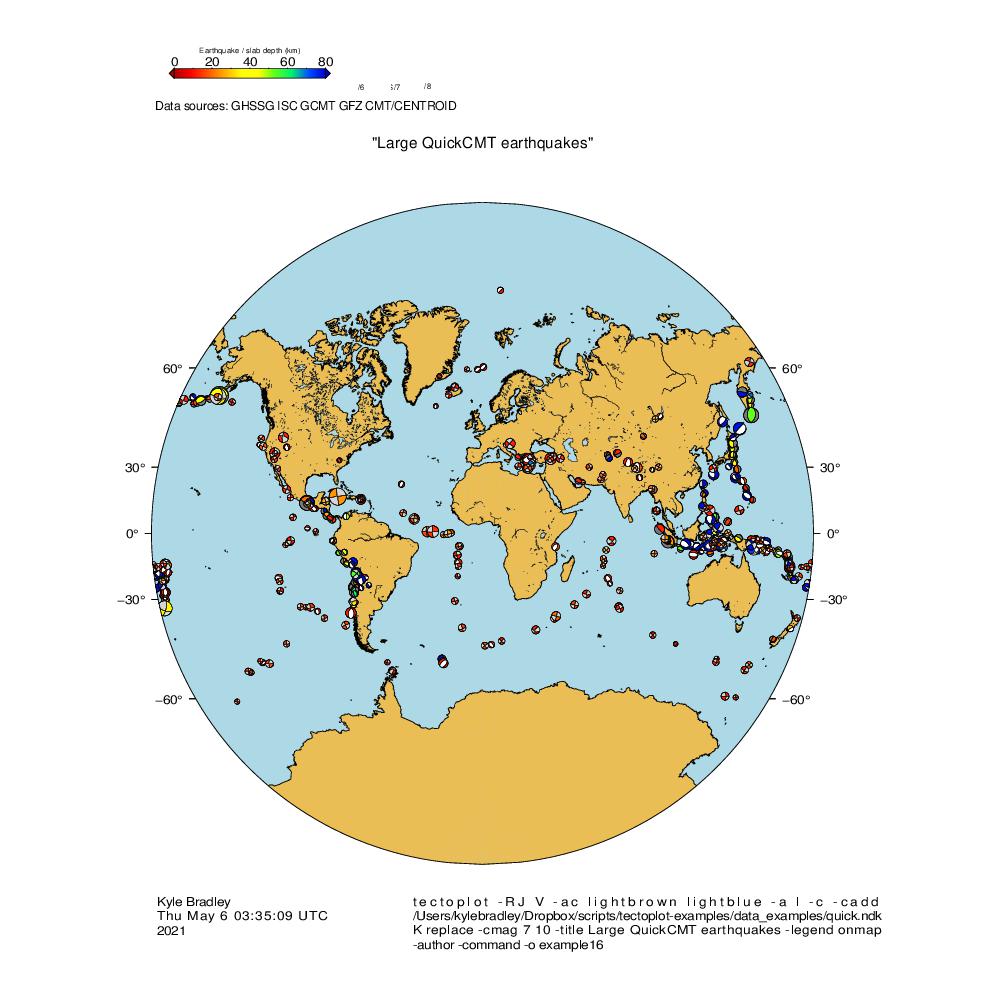 Earthquake / slab depth (km)
0 20 40 60 80
/6 /7 /8
Data sources: GHSSG ISC GCMT GFZ CMT/CENTROID
"Large QuickCMT earthquakes"
60° 60°
30° 30°
0° 0°
−30° −30°
−60° −60°
Kyle Bradley
Thu May 6 03:35:09 UTC
2021
tectoplot -RJ V -ac lightbrown lightblue -a l -c -cadd
/Users/kylebradley/Dropbox/scripts/tectoplot-examples/data_examples/quick.ndk
K replace -cmag 7 10 -title Large QuickCMT earthquakes -legend onmap
-author -command -o example16